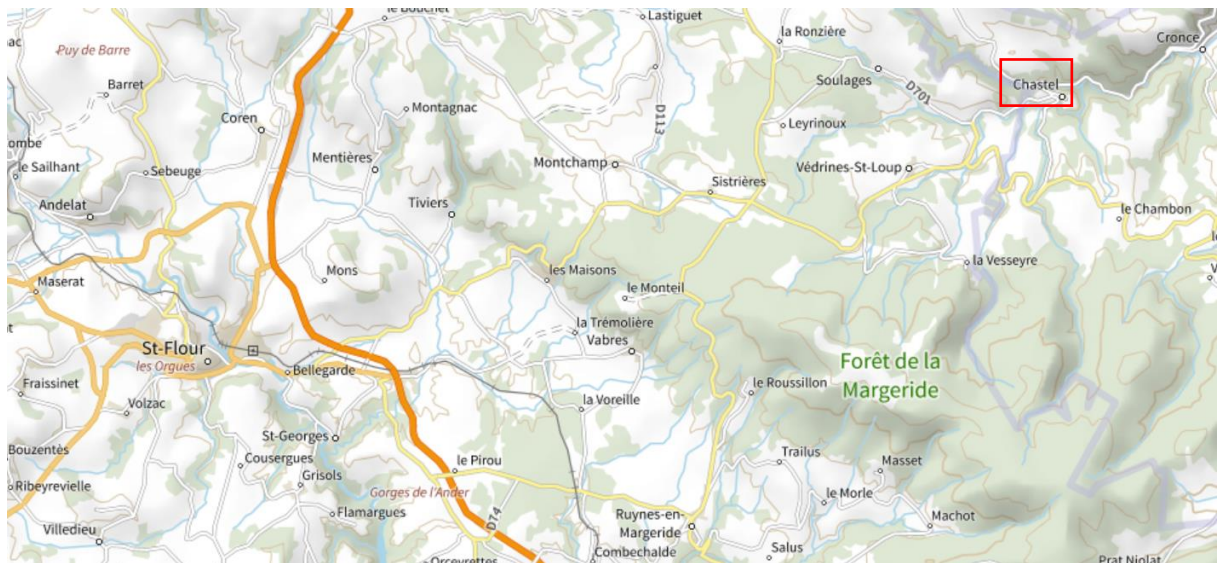 le Bouchet
Lastiguet
la Ronzière
Cronce
Puy de Barre
Barret
Soulages
D701
Chastel
Coren
Montagnac
D113
Leyrinoux
Mentières
Montchamp
Védrines-St-Loup
le Sailhant
Sebeuge
Sistrières
Andelat
Tiviers
le Chambon
Mons
les Maisons
la Vesseyre
Maserat
le Monteil
la Trémolière
St-Flour
Vabres
les Orgues
Bellegarde
Forêt de la
Margeride
Fraissinet
le Roussillon
Volzac
la Voreille
St-Georges
Bouzentès
Cousergues
le Pirou
Trailus
Masset
Grisols
Ribeyrevielle
Gorges de l'Ander
le Morle
Flamargues
D74
Ruynes-en-
Margeride
Machot
Villedieu
Combechalde
Salus
Orceyrettes
Prat Niolat